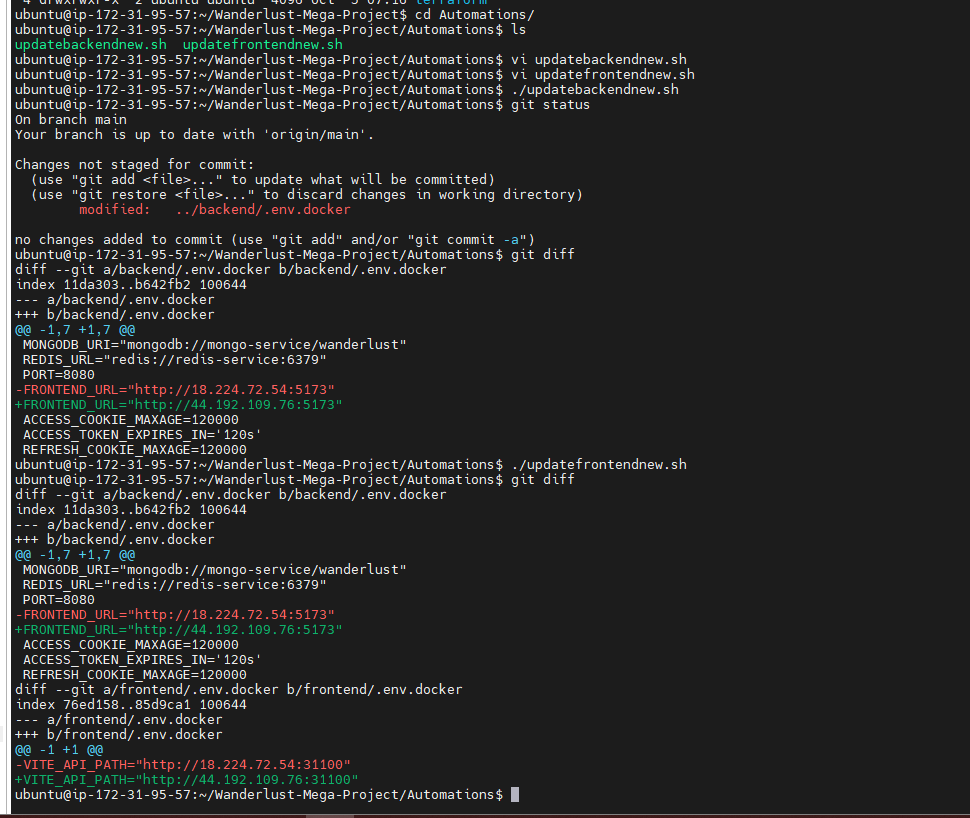 4 drwxrwxr-x  2 ubuntu ubuntu  4096 Oct  5 07:16 terraform
ubuntu@ip-172-31-95-57:~/Wanderlust-Mega-Project$ cd Automations/
ubuntu@ip-172-31-95-57:~/Wanderlust-Mega-Project/Automations$ ls
updatebackendnew.sh  updatefrontendnew.sh
ubuntu@ip-172-31-95-57:~/Wanderlust-Mega-Project/Automations$ vi updatebackendnew.sh
ubuntu@ip-172-31-95-57:~/Wanderlust-Mega-Project/Automations$ vi updatefrontendnew.sh
ubuntu@ip-172-31-95-57:~/Wanderlust-Mega-Project/Automations$ ./updatebackendnew.sh
ubuntu@ip-172-31-95-57:~/Wanderlust-Mega-Project/Automations$ git status
On branch main
Your branch is up to date with 'origin/main'.
Changes not staged for commit:
  (use "git add <file>..." to update what will be committed)
  (use "git restore <file>..." to discard changes in working directory)
        modified:   ../backend/.env.docker
no changes added to commit (use "git add" and/or "git commit -a")
ubuntu@ip-172-31-95-57:~/Wanderlust-Mega-Project/Automations$ git diff
diff --git a/backend/.env.docker b/backend/.env.docker
index 11da303..b642fb2 100644
--- a/backend/.env.docker
+++ b/backend/.env.docker
@@ -1,7 +1,7 @@
 MONGODB_URI="mongodb://mongo-service/wanderlust"
 REDIS_URL="redis://redis-service:6379"
 PORT=8080
-FRONTEND_URL="http://18.224.72.54:5173"
+FRONTEND_URL="http://44.192.109.76:5173"
 ACCESS_COOKIE_MAXAGE=120000
 ACCESS_TOKEN_EXPIRES_IN='120s'
 REFRESH_COOKIE_MAXAGE=120000
ubuntu@ip-172-31-95-57:~/Wanderlust-Mega-Project/Automations$ ./updatefrontendnew.sh
ubuntu@ip-172-31-95-57:~/Wanderlust-Mega-Project/Automations$ git diff
diff --git a/backend/.env.docker b/backend/.env.docker
index 11da303..b642fb2 100644
--- a/backend/.env.docker
+++ b/backend/.env.docker
@@ -1,7 +1,7 @@
 MONGODB_URI="mongodb://mongo-service/wanderlust"
 REDIS_URL="redis://redis-service:6379"
 PORT=8080
-FRONTEND_URL="http://18.224.72.54:5173"
+FRONTEND_URL="http://44.192.109.76:5173"
 ACCESS_COOKIE_MAXAGE=120000
 ACCESS_TOKEN_EXPIRES_IN='120s'
 REFRESH_COOKIE_MAXAGE=120000
diff --git a/frontend/.env.docker b/frontend/.env.docker
index 76ed158..85d9ca1 100644
--- a/frontend/.env.docker
+++ b/frontend/.env.docker
@@ -1 +1 @@
-VITE_API_PATH="http://18.224.72.54:31100"
+VITE_API_PATH="http://44.192.109.76:31100"
ubuntu@ip-172-31-95-57:~/Wanderlust-Mega-Project/Automations$